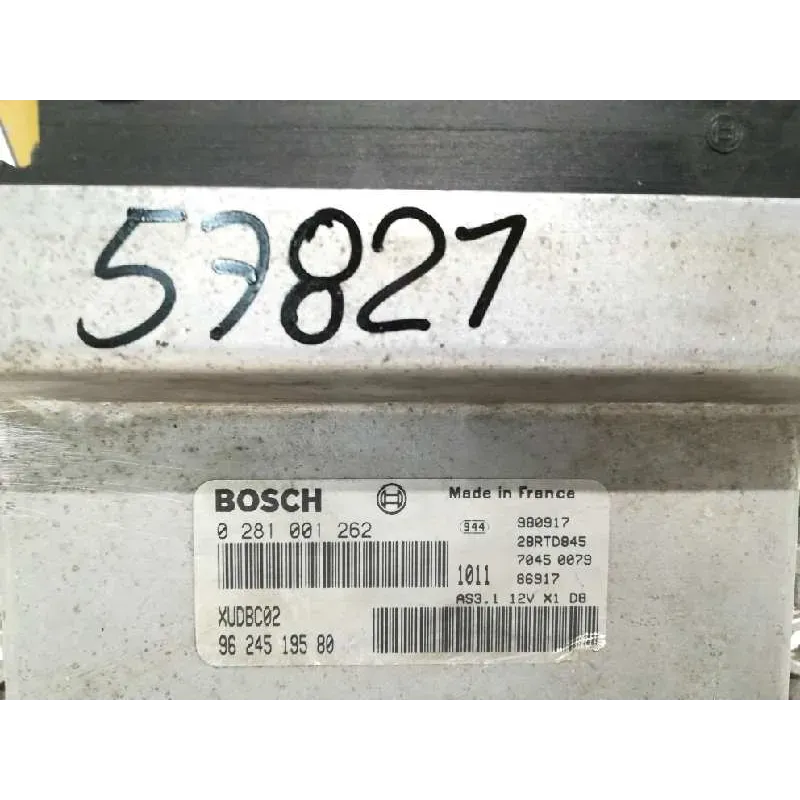 57821
BOSCH Made in France
0 281 001 262 944 980917
28RTD845
7045 0079
1011 86917
AS3.1 12V X1 D8
XUDBC02
96 245 195 80